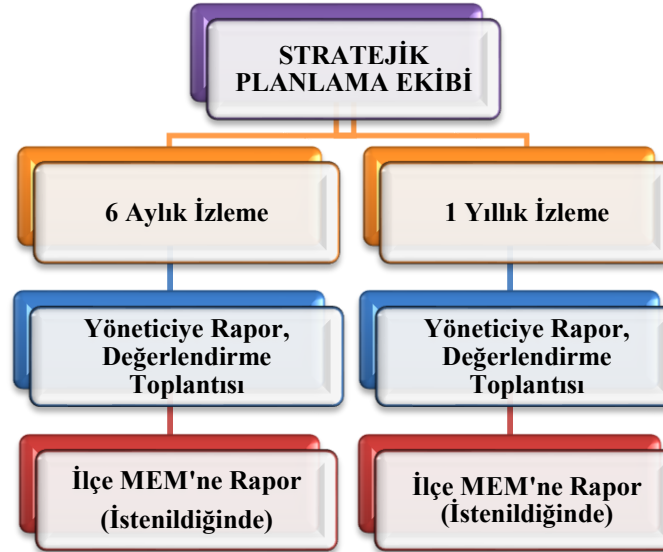 STRATEJİK
PLANLAMA EKİBİ
6 Aylık İzleme
1 Yıllık İzleme
Yöneticiye Rapor,
Değerlendirme
Toplantısı
Yöneticiye Rapor,
Değerlendirme
Toplantısı
İlçe MEM'ne Rapor
(İstenildiğinde)
İlçe MEM'ne Rapor
(İstenildiğinde)